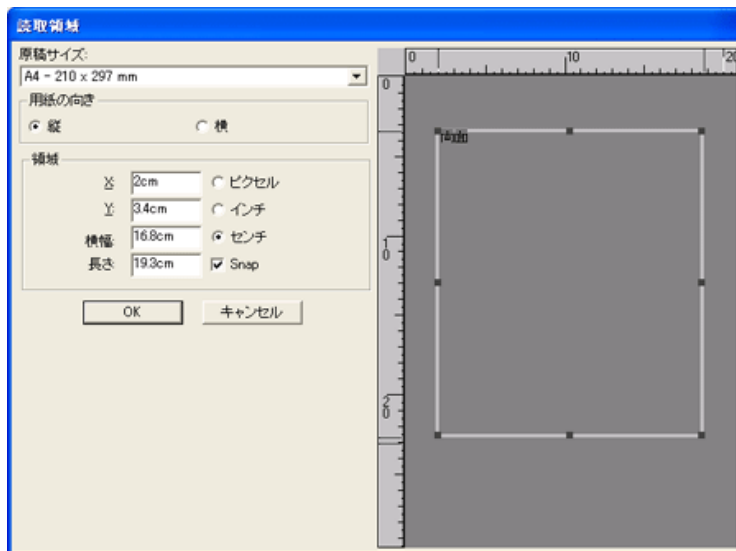 読取領域
原稿サイズ:
A4 - 210 x 297 mm
用紙の向き
縦 横
領域
X: 2cm ピクセル
Y: 3.4cm インチ
横幅: 16.8cm センチ
長さ: 19.3cm Snap
OK キャンセル
0 10 20
0
両面
10
20